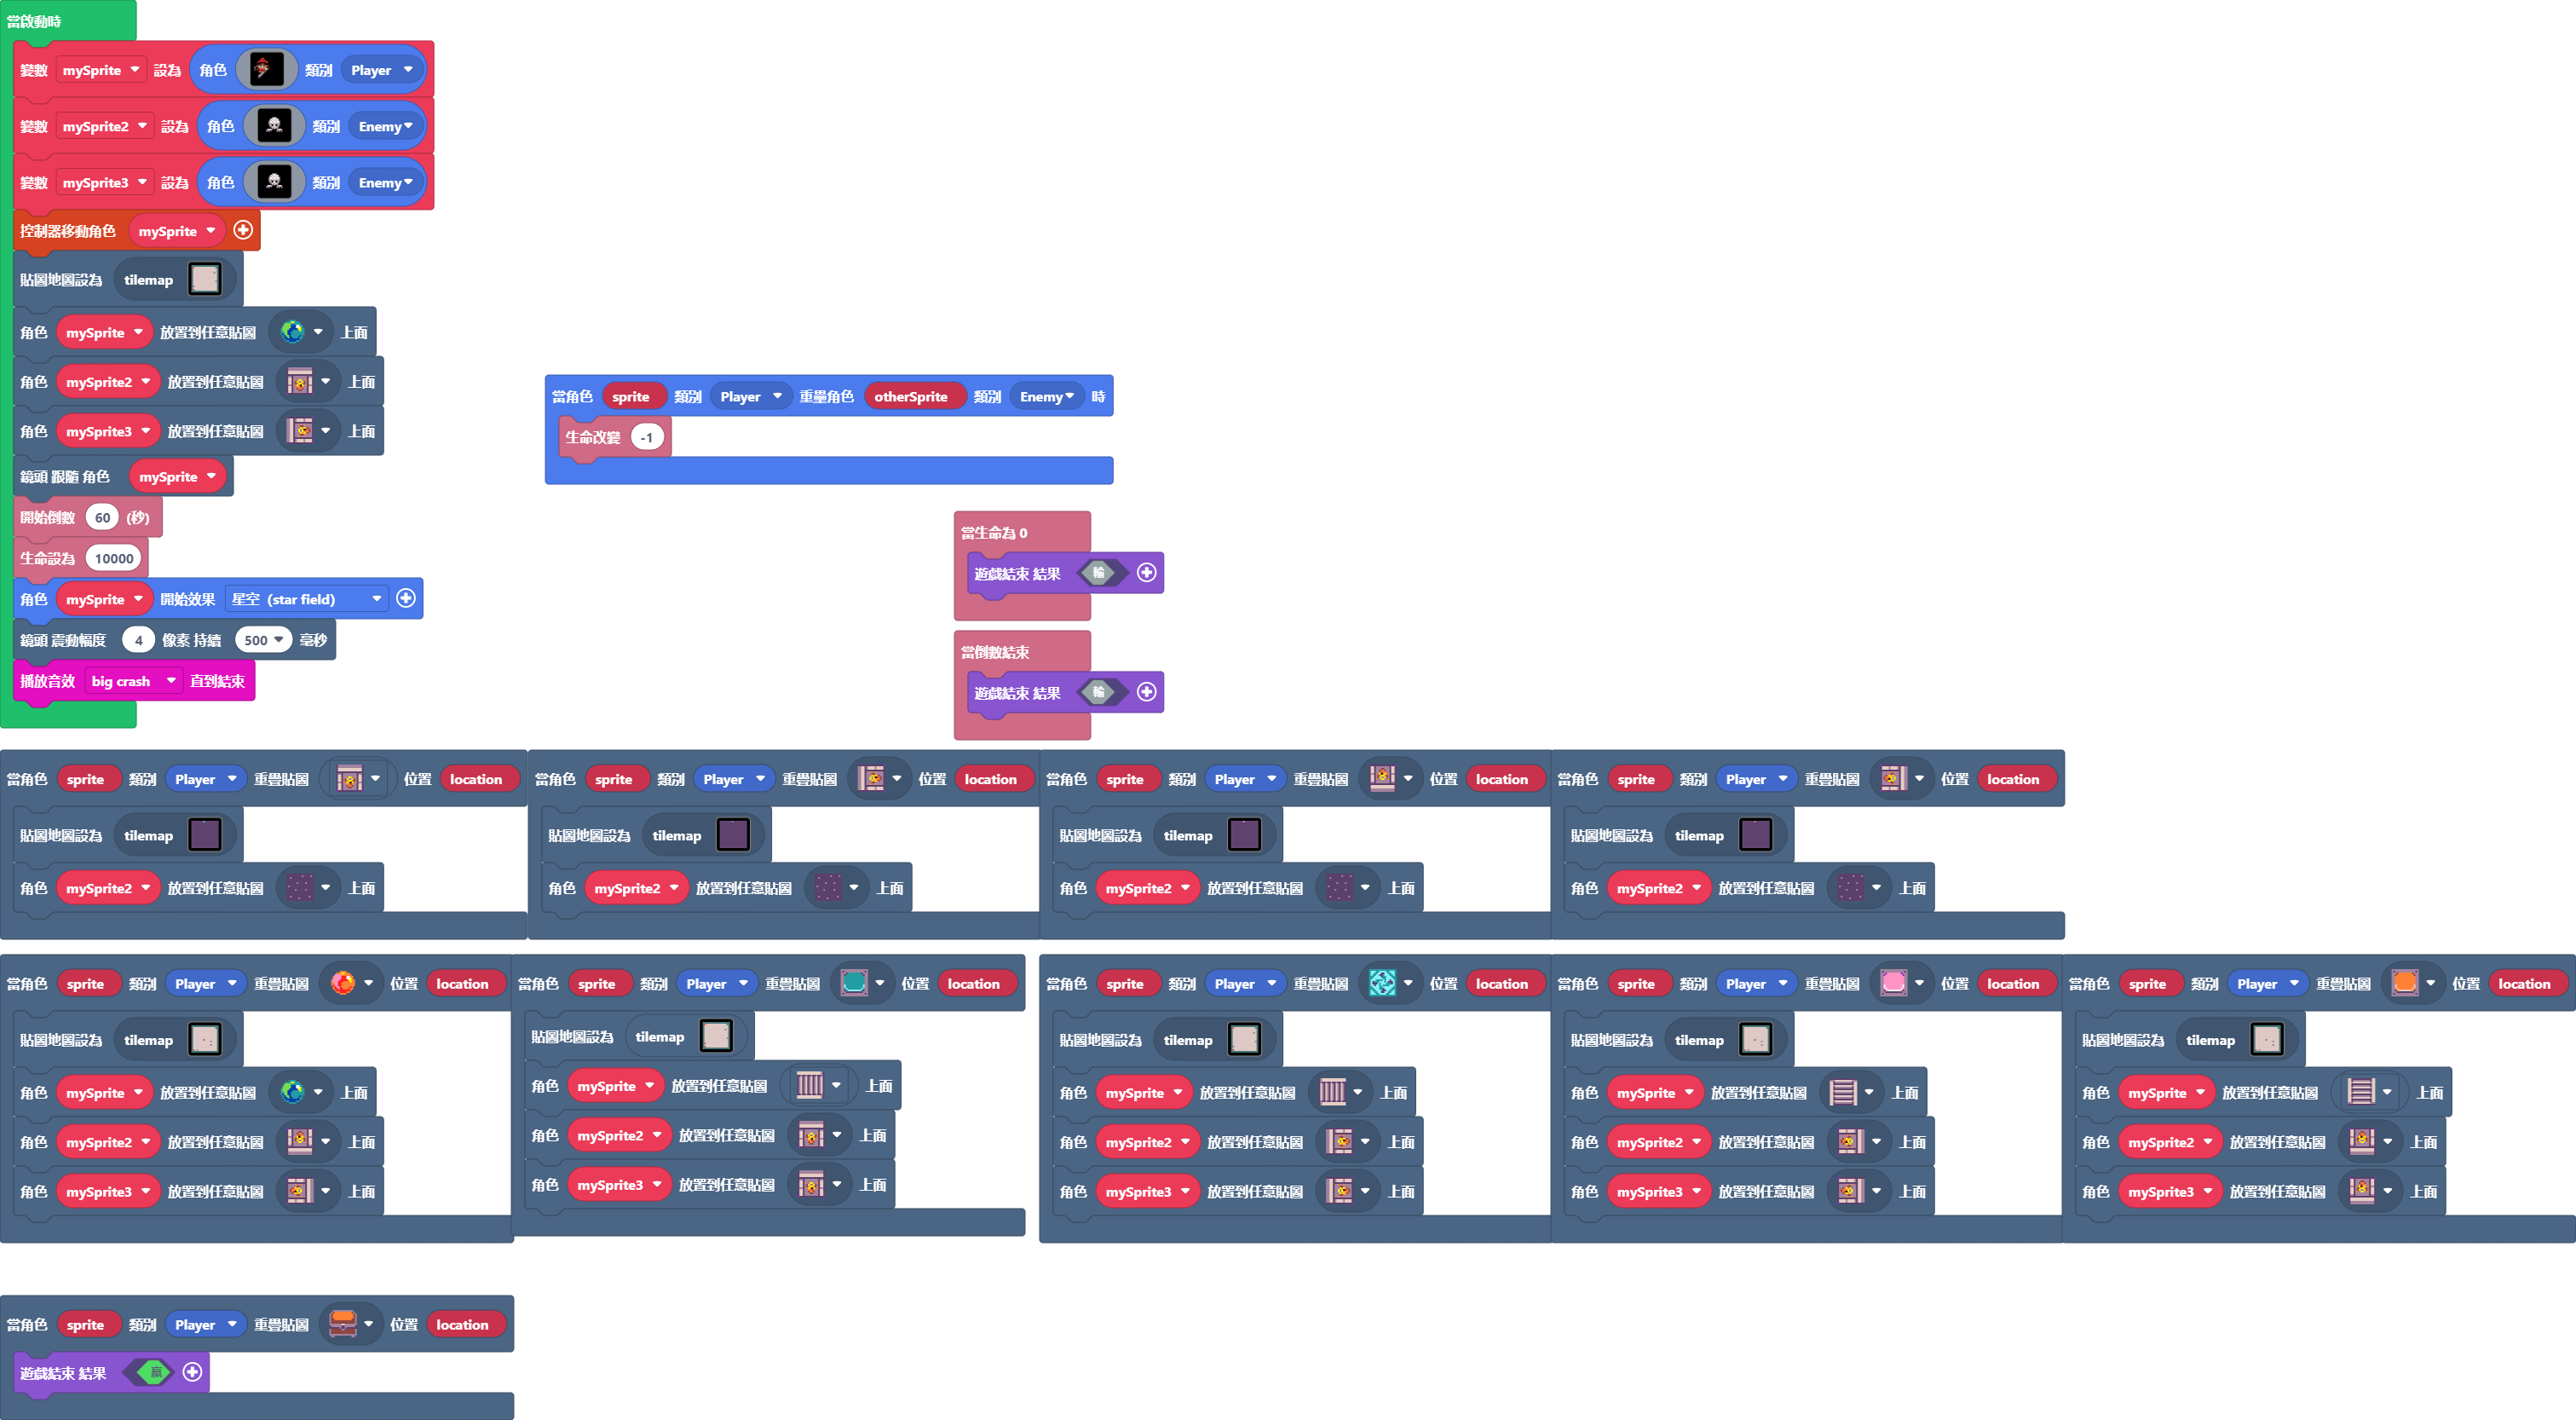 當啟動時
變數 mySprite 設為 角色 類別 Player
變數 mySprite2 設為 角色 類別 Enemy
變數 mySprite3 設為 角色 類別 Enemy
控制器移動角色 mySprite
貼圖地圖設為 tilemap
角色 mySprite 放置到任意貼圖 上面
角色 mySprite2 放置到任意貼圖 上面
角色 mySprite3 放置到任意貼圖 上面
鏡頭 跟隨 角色 mySprite
開始倒數 60 (秒)
生命設為 10000
角色 mySprite 開始效果 星空 (star field)
鏡頭 震動幅度 4 像素 持續 500 毫秒
播放音效 big crash 直到結束
當角色 sprite 類別 Player 重疊角色 otherSprite 類別 Enemy 時
生命改變 -1
當生命為 0
遊戲結束 結果 輸
當倒數結束
遊戲結束 結果 輸
當角色 sprite 類別 Player 重疊貼圖 位置 location
貼圖地圖設為 tilemap
角色 mySprite2 放置到任意貼圖 上面
當角色 sprite 類別 Player 重疊貼圖 位置 location
貼圖地圖設為 tilemap
角色 mySprite2 放置到任意貼圖 上面
當角色 sprite 類別 Player 重疊貼圖 位置 location
貼圖地圖設為 tilemap
角色 mySprite2 放置到任意貼圖 上面
當角色 sprite 類別 Player 重疊貼圖 位置 location
貼圖地圖設為 tilemap
角色 mySprite2 放置到任意貼圖 上面
當角色 sprite 類別 Player 重疊貼圖 位置 location
貼圖地圖設為 tilemap
角色 mySprite 放置到任意貼圖 上面
角色 mySprite2 放置到任意貼圖 上面
角色 mySprite3 放置到任意貼圖 上面
當角色 sprite 類別 Player 重疊貼圖 位置 location
貼圖地圖設為 tilemap
角色 mySprite 放置到任意貼圖 上面
角色 mySprite2 放置到任意貼圖 上面
角色 mySprite3 放置到任意貼圖 上面
當角色 sprite 類別 Player 重疊貼圖 位置 location
貼圖地圖設為 tilemap
角色 mySprite 放置到任意貼圖 上面
角色 mySprite2 放置到任意貼圖 上面
角色 mySprite3 放置到任意貼圖 上面
當角色 sprite 類別 Player 重疊貼圖 位置 location
貼圖地圖設為 tilemap
角色 mySprite 放置到任意貼圖 上面
角色 mySprite2 放置到任意貼圖 上面
角色 mySprite3 放置到任意貼圖 上面
當角色 sprite 類別 Player 重疊貼圖 位置 location
貼圖地圖設為 tilemap
角色 mySprite 放置到任意貼圖 上面
角色 mySprite2 放置到任意貼圖 上面
角色 mySprite3 放置到任意貼圖 上面
當角色 sprite 類別 Player 重疊貼圖 位置 location
遊戲結束 結果 贏